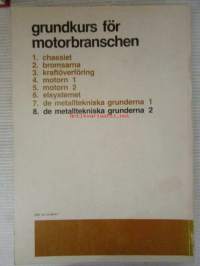 grundkurs för
motorbranschen
1. chassiet
2. bromsarna
3. kraftöverföring
4. motorn 1
5. motorn 2
6. elsystemet
7. de metalltekniska grunderna 1
8. de metalltekniska grunderna 2